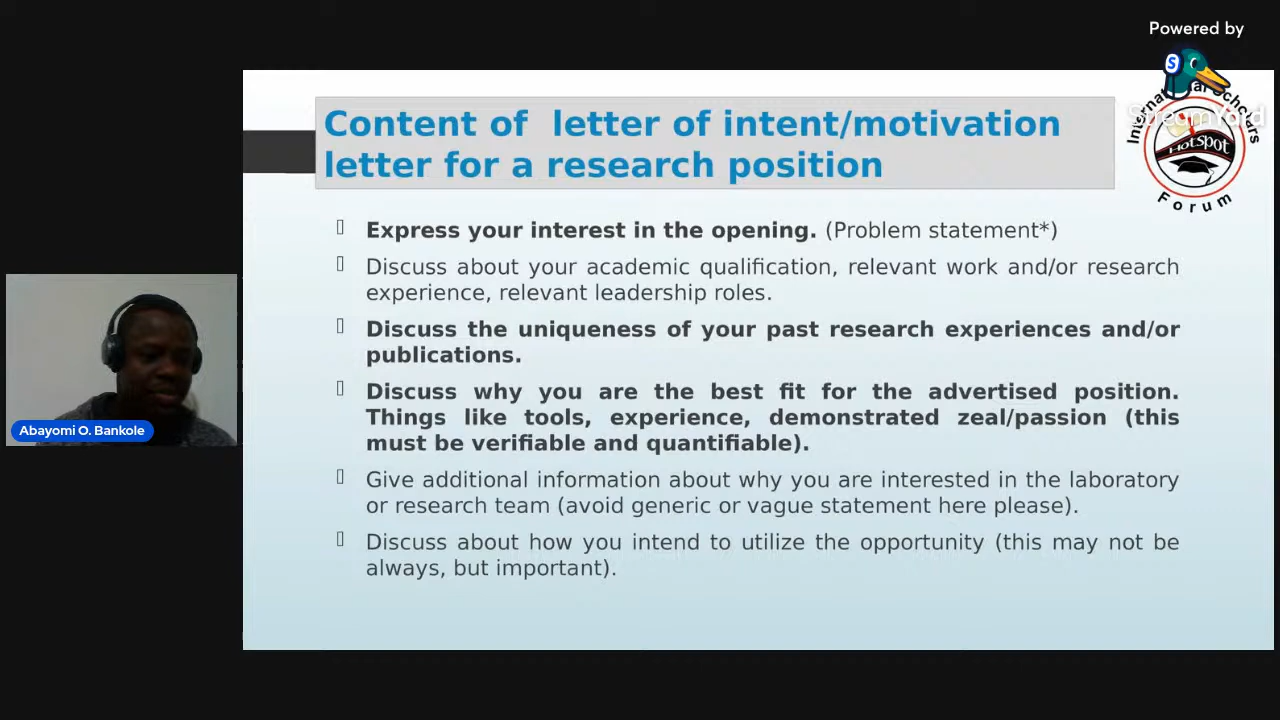 Powered by
S
StreamYard
International Scholars
Hotspot
Forum
Content of  letter of intent/motivation
letter for a research position
Express your interest in the opening. (Problem statement*)
Discuss about your academic qualification, relevant work and/or research
experience, relevant leadership roles.
Discuss the uniqueness of your past research experiences and/or
publications.
Discuss why you are the best fit for the advertised position.
Things like tools, experience, demonstrated zeal/passion (this
must be verifiable and quantifiable).
Give additional information about why you are interested in the laboratory
or research team (avoid generic or vague statement here please).
Discuss about how you intend to utilize the opportunity (this may not be
always, but important).
Abayomi O. Bankole